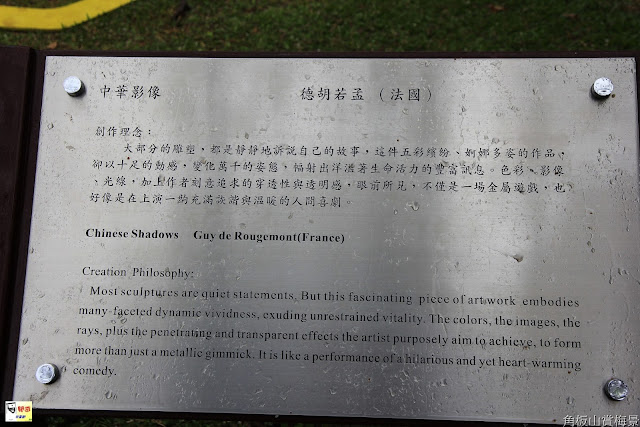 中華影像 德胡若孟（法國）
創作理念：
大部分的雕塑，都是靜靜地訴說自己的故事，這件五彩繽紛、婀娜多姿的作品，
卻以十足的動感，變化萬千的姿態，輻射出洋溢著生命活力的豐富訊息。色彩、影像
、光線，加上作者刻意追求的穿透性與透明感，眼前所見，不僅是一場金屬遊戲，也
好像是在上演一齣充滿詼諧與溫暖的人間喜劇。
Chinese Shadows Guy de Rougemont(France)
Creation Philosophy:
Most sculptures are quiet statements, But this fascinating piece of artwork embodies
many-faceted dynamic vividness, exuding unrestrained vitality. The colors, the images, the
rays, plus the penetrating and transparent effects the artist purposely aim to achieve, to form
more than just a metallic gimmick. It is like a performance of a hilarious and yet heart-warming
comedy.
角板山賞梅景